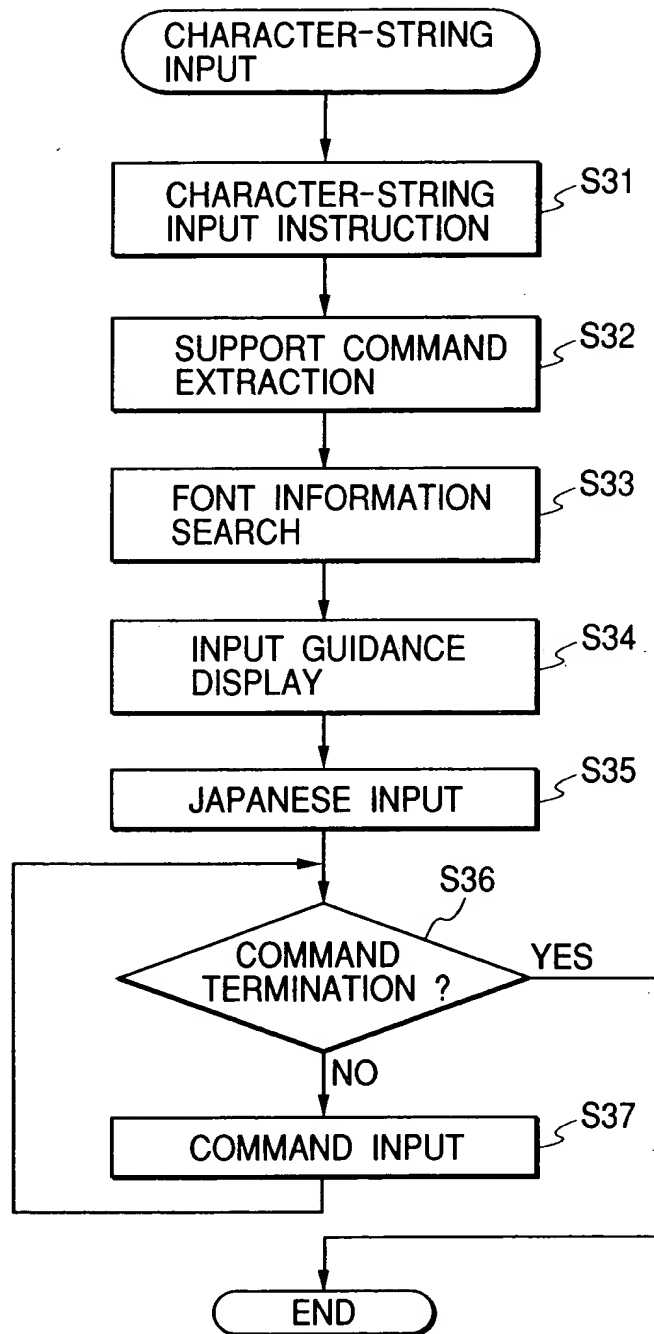 CHARACTER-STRING
INPUT
CHARACTER-STRING
INPUT INSTRUCTION
S31
SUPPORT COMMAND
EXTRACTION
S32
FONT INFORMATION
SEARCH
S33
INPUT GUIDANCE
DISPLAY
S34
JAPANESE INPUT
S35
S36
COMMAND
TERMINATION ?
YES
NO
COMMAND INPUT
S37
END